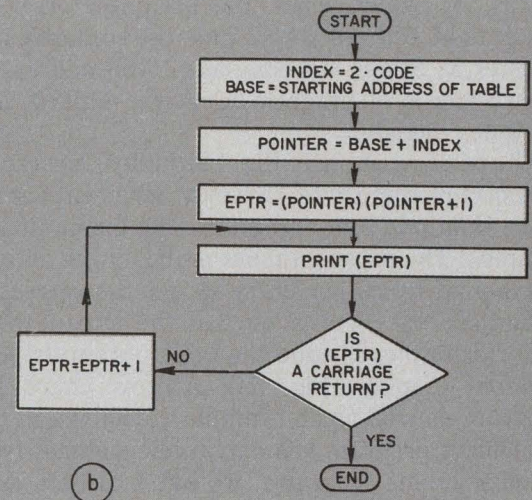 START
INDEX = 2 · CODE
BASE = STARTING ADDRESS OF TABLE
POINTER = BASE + INDEX
EPTR = (POINTER) (POINTER+1)
PRINT (EPTR)
IS
(EPTR)
A CARRIAGE
RETURN?
NO
EPTR=EPTR+1
YES
END
b